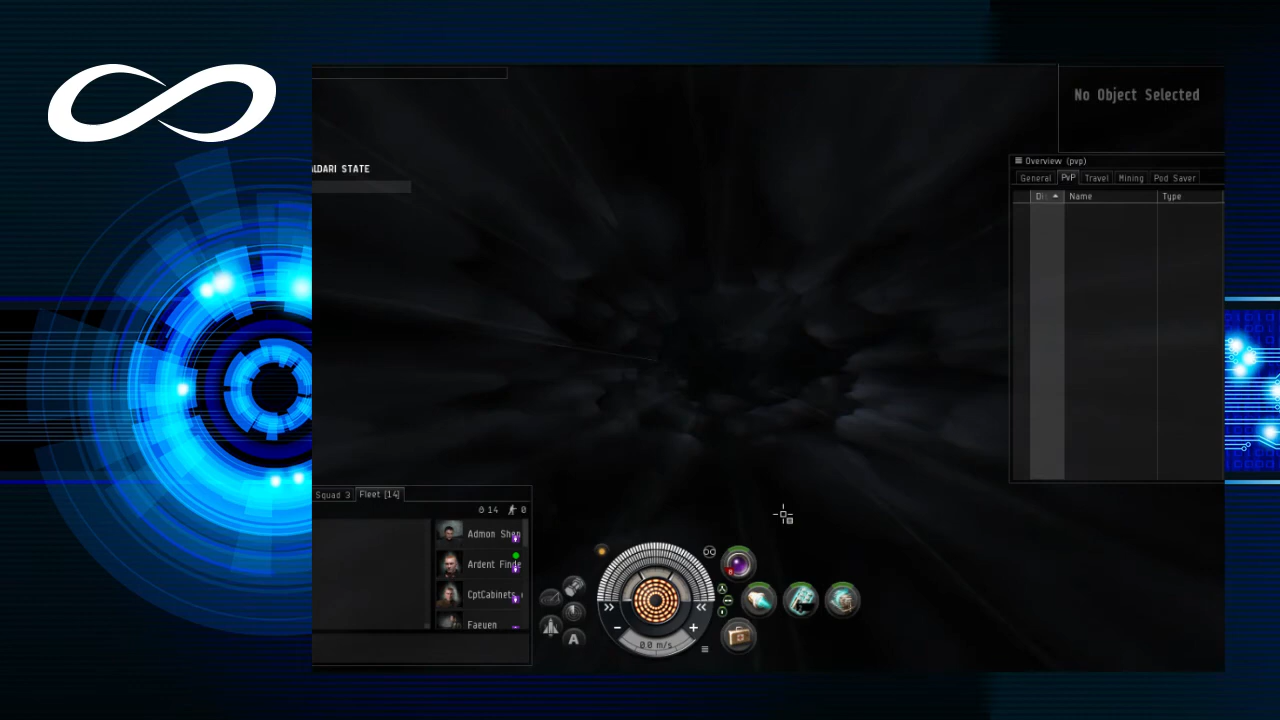 No Object Selected
Overview (pvp)
General PvP Travel Mining Pod Saver
Name Type
LDARI STATE
Squad 3 Fleet [14]
14 0
Admon Shen
Ardent Finde
CptCabinets
Faeuen
A
0.0 m/s